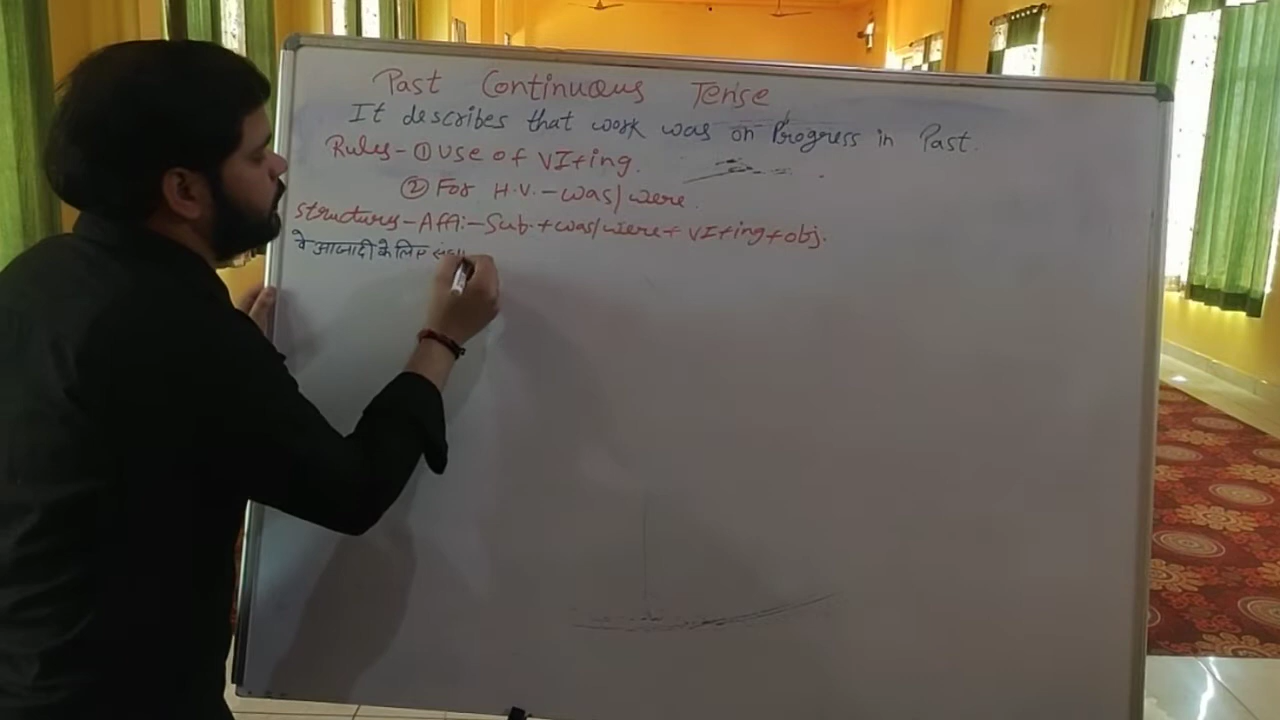 Past Continuous Tense
It describes that work was on Progress in Past.
Rules- ① Use of VI+ing.
② For H.V. - was/were.
Structures - Affi:- Sub. + was/were + VI+ing + obj.
वे आजादी के लिए